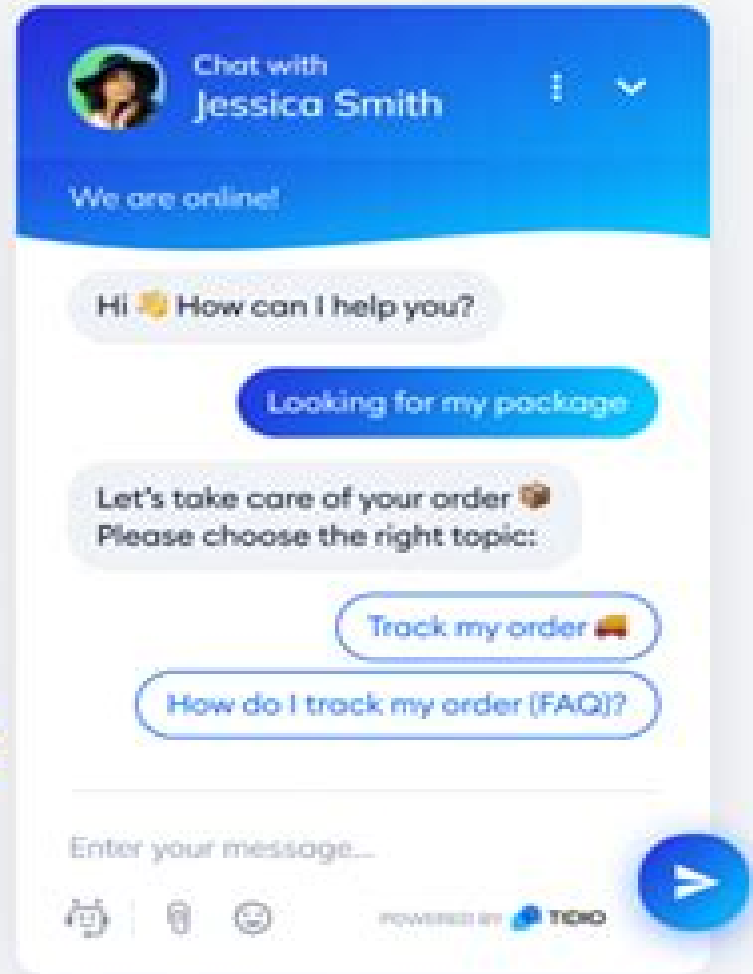 Chat with
Jessica Smith
We are online!
Hi 👋 How can I help you?
Looking for my package
Let's take care of your order 📦
Please choose the right topic:
Track my order 🚚
How do I track my order (FAQ)?
Enter your message...
POWERED BY TIDIO